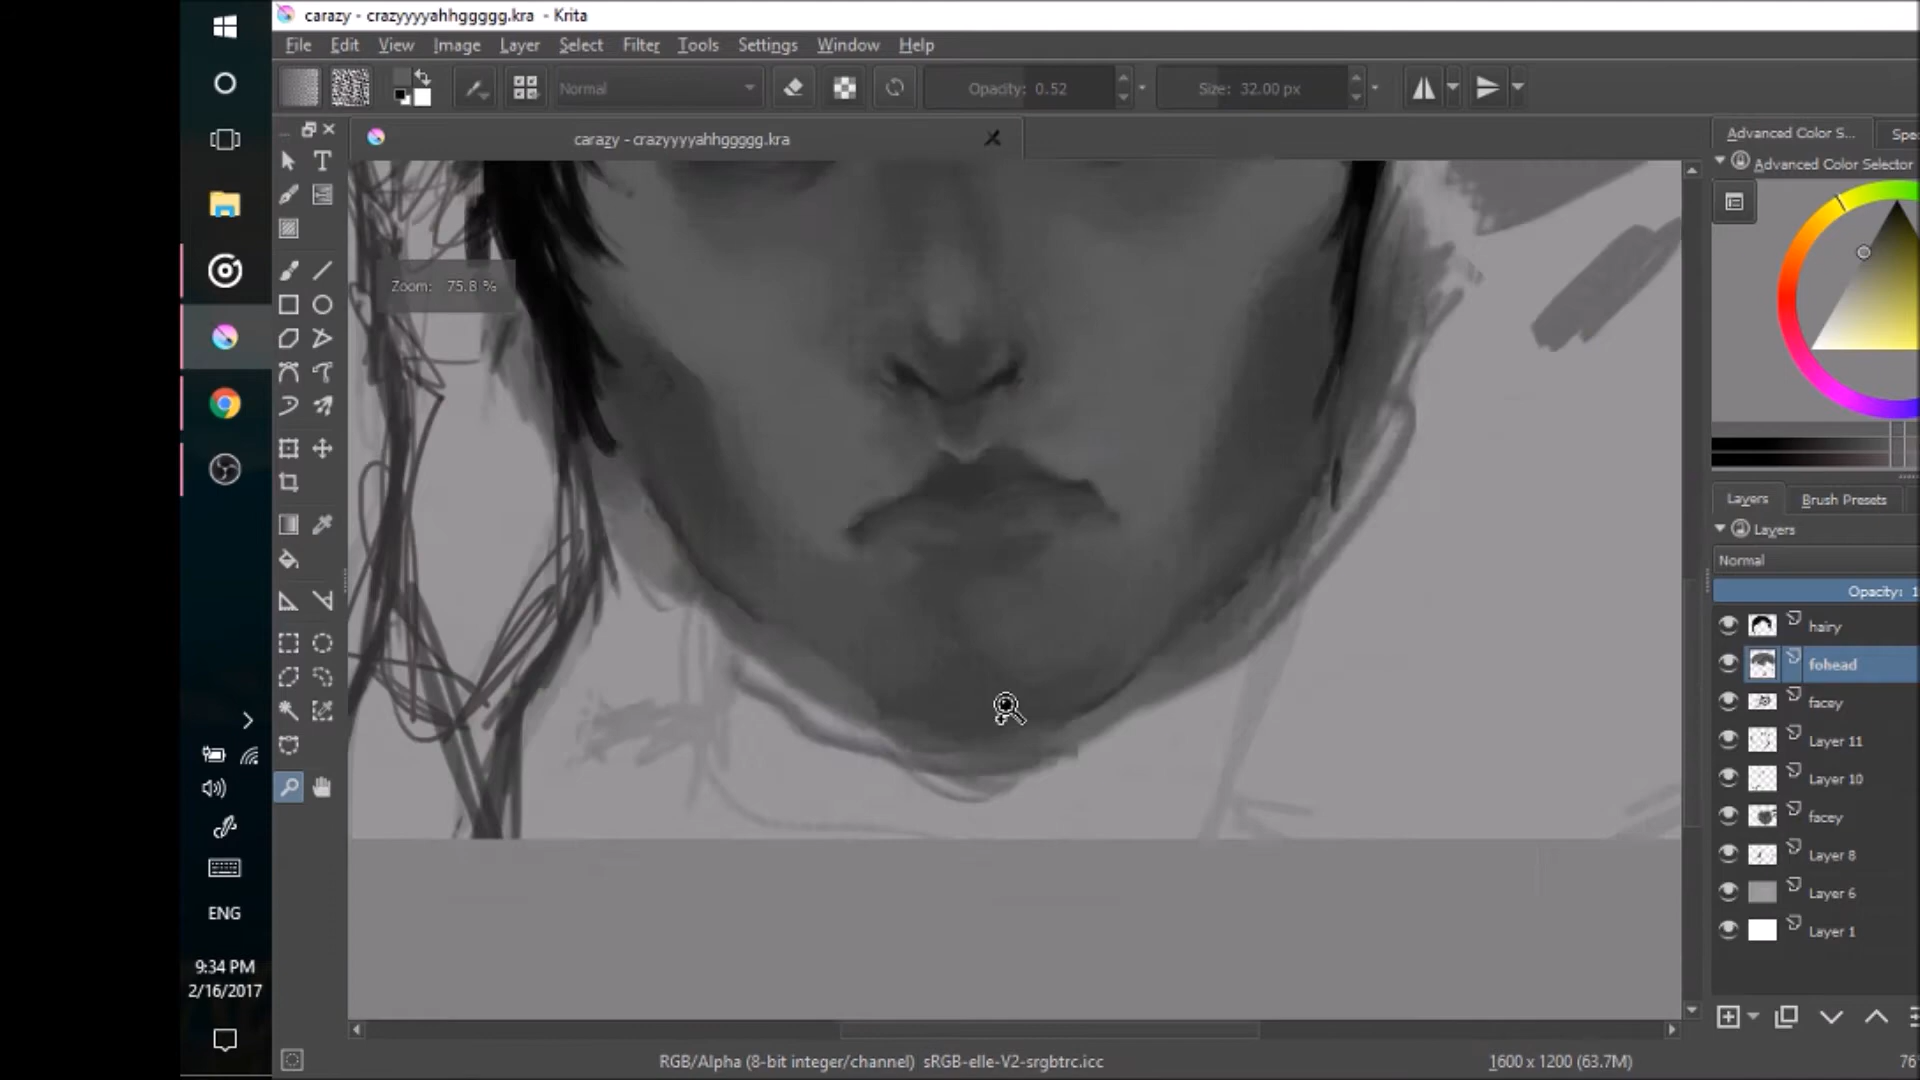 carazy - crazyyyyahhggggg.kra - Krita
File Edit View Image Layer Select Filter Tools Settings Window Help
Normal Opacity: 0.52 Size: 32.00 px
carazy - crazyyyyahhggggg.kra
Advanced Color S...
Advanced Color Selector
Zoom: 75.8 %
Layers Brush Presets
Layers
Normal
Opacity: 1
hairy
fohead
facey
Layer 11
Layer 10
facey
Layer 8
Layer 6
Layer 1
ENG
9:34 PM
2/16/2017
RGB/Alpha (8-bit integer/channel) sRGB-elle-V2-srgbtrc.icc 1600 x 1200 (63.7M)